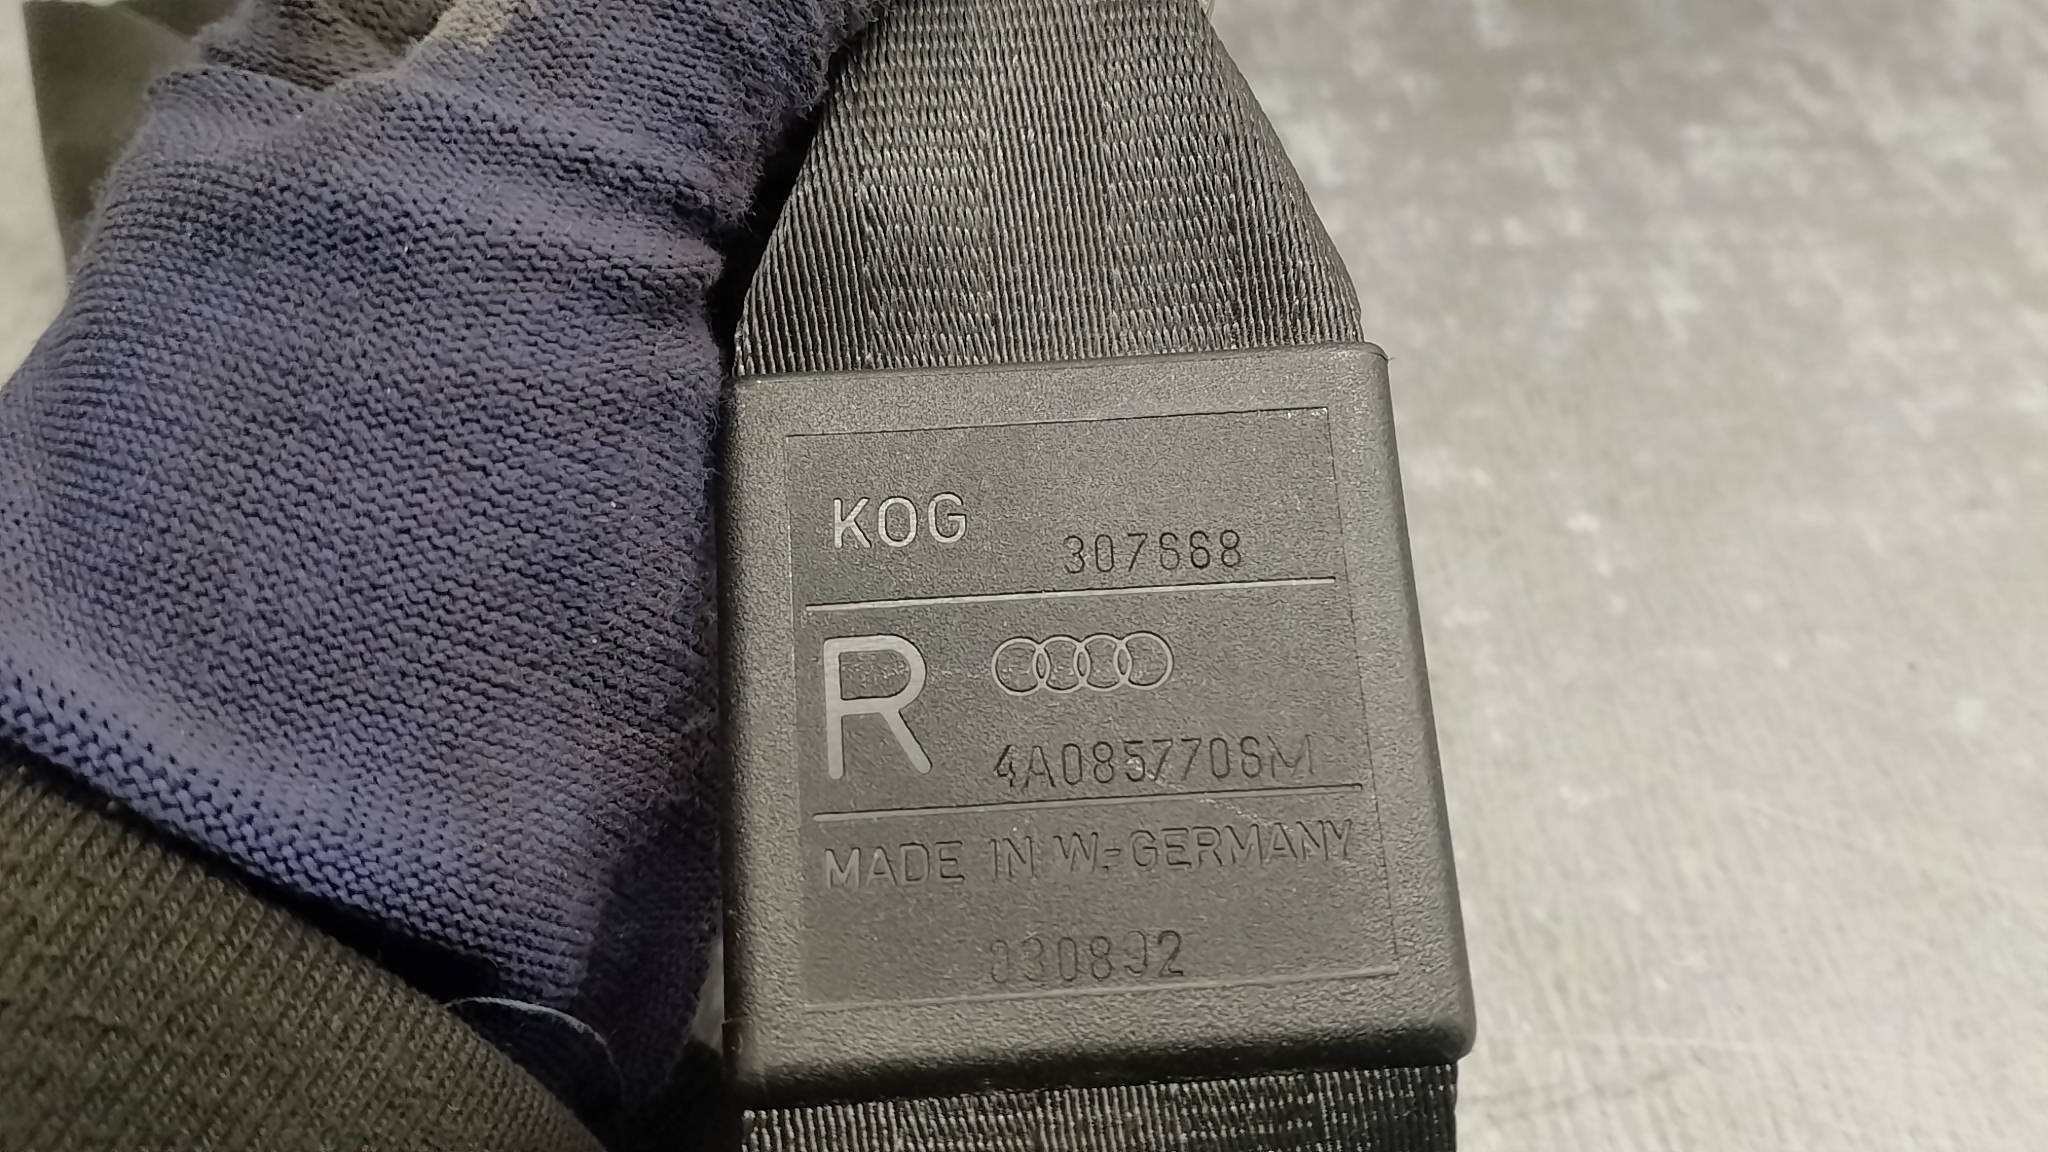 KOG
307668
R
4A0857706M
MADE IN W.-GERMANY
030892